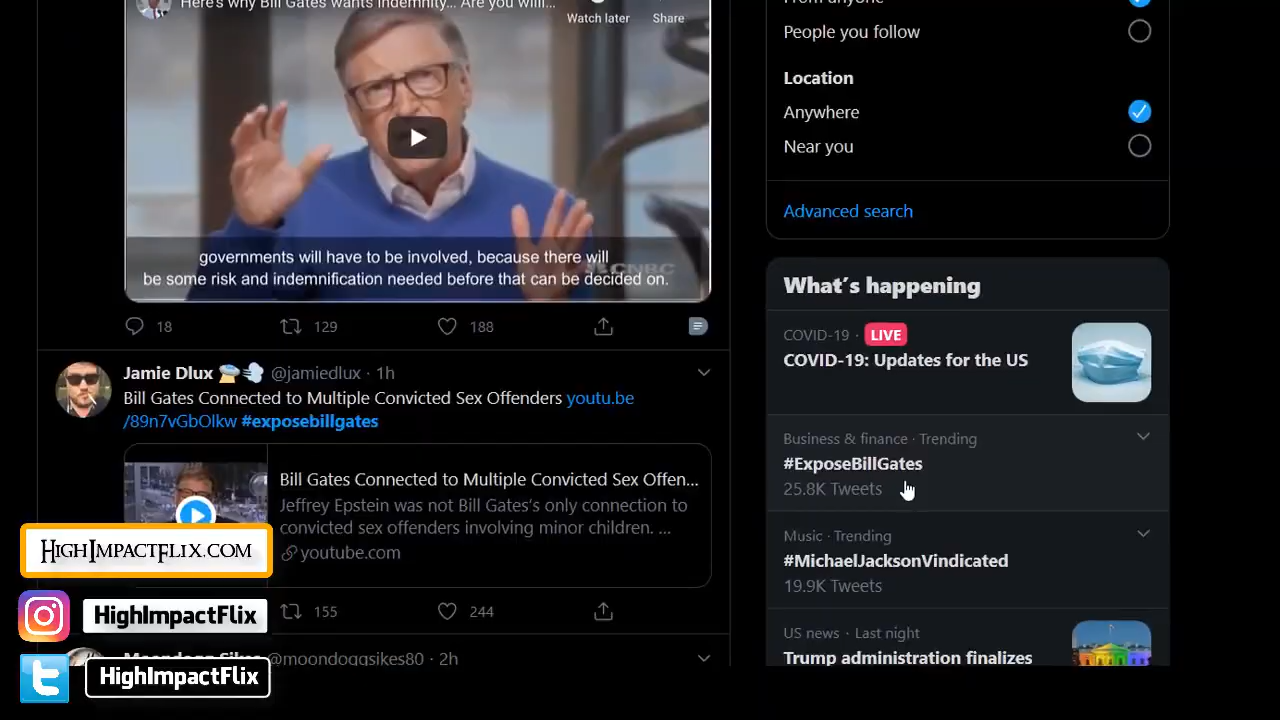 Here's why Bill Gates wants indemnity... Are you willi...
Watch later
Share
governments will have to be involved, because there will
be some risk and indemnification needed before that can be decided on.
CNBC
18
129
188
Jamie Dlux
@jamiedlux · 1h
Bill Gates Connected to Multiple Convicted Sex Offenders youtu.be
/89n7vGbOlkw #exposebillgates
Bill Gates Connected to Multiple Convicted Sex Offen...
Jeffrey Epstein was not Bill Gates's only connection to
convicted sex offenders involving minor children. ...
youtube.com
155
244
Moondogg Sikes @moondoggsikes80 · 2h
HighImpactFlix.com
HighImpactFlix
HighImpactFlix
From anyone
People you follow
Location
Anywhere
Near you
Advanced search
What's happening
COVID-19 · LIVE
COVID-19: Updates for the US
Business & finance · Trending
#ExposeBillGates
25.8K Tweets
Music · Trending
#MichaelJacksonVindicated
19.9K Tweets
US news · Last night
Trump administration finalizes